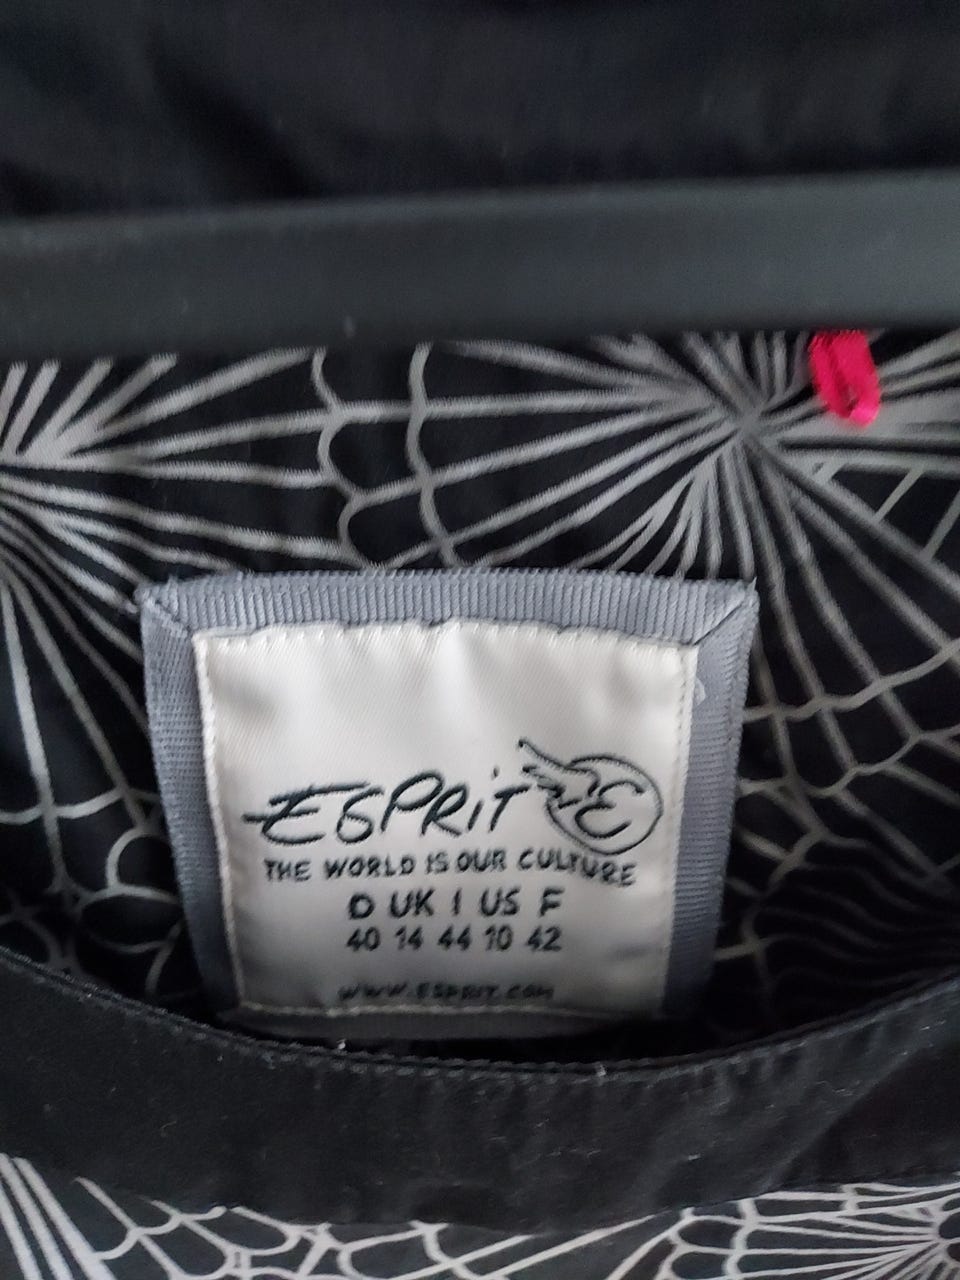 ESPRIT E
THE WORLD IS OUR CULTURE
D UK I US F
40 14 44 10 42
WWW.ESPRIT.COM